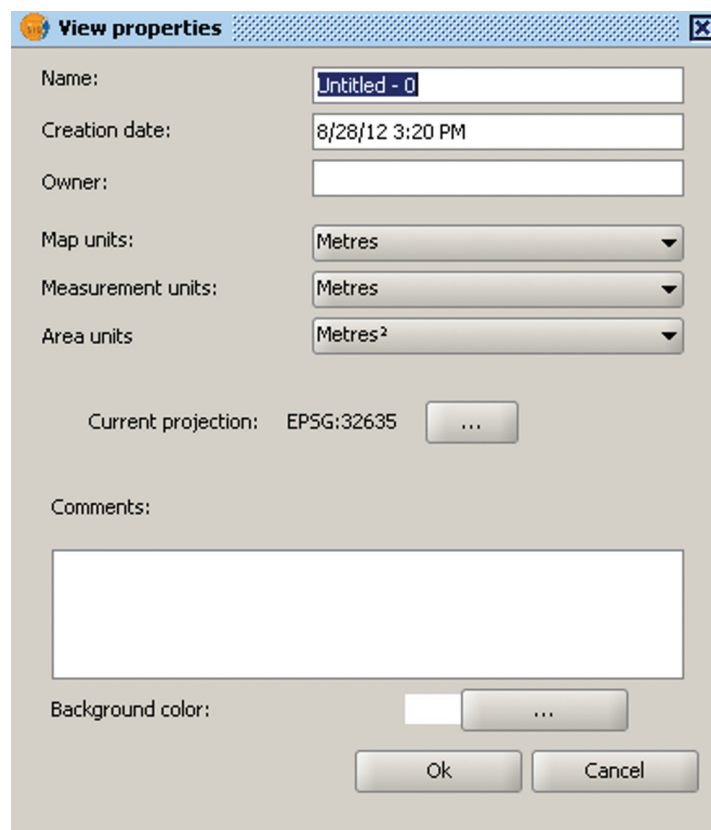 View properties
Name: Untitled - 0
Creation date: 8/28/12 3:20 PM
Owner:
Map units: Metres
Measurement units: Metres
Area units Metres²
Current projection: EPSG:32635 ...
Comments:
Background color: ...
Ok Cancel